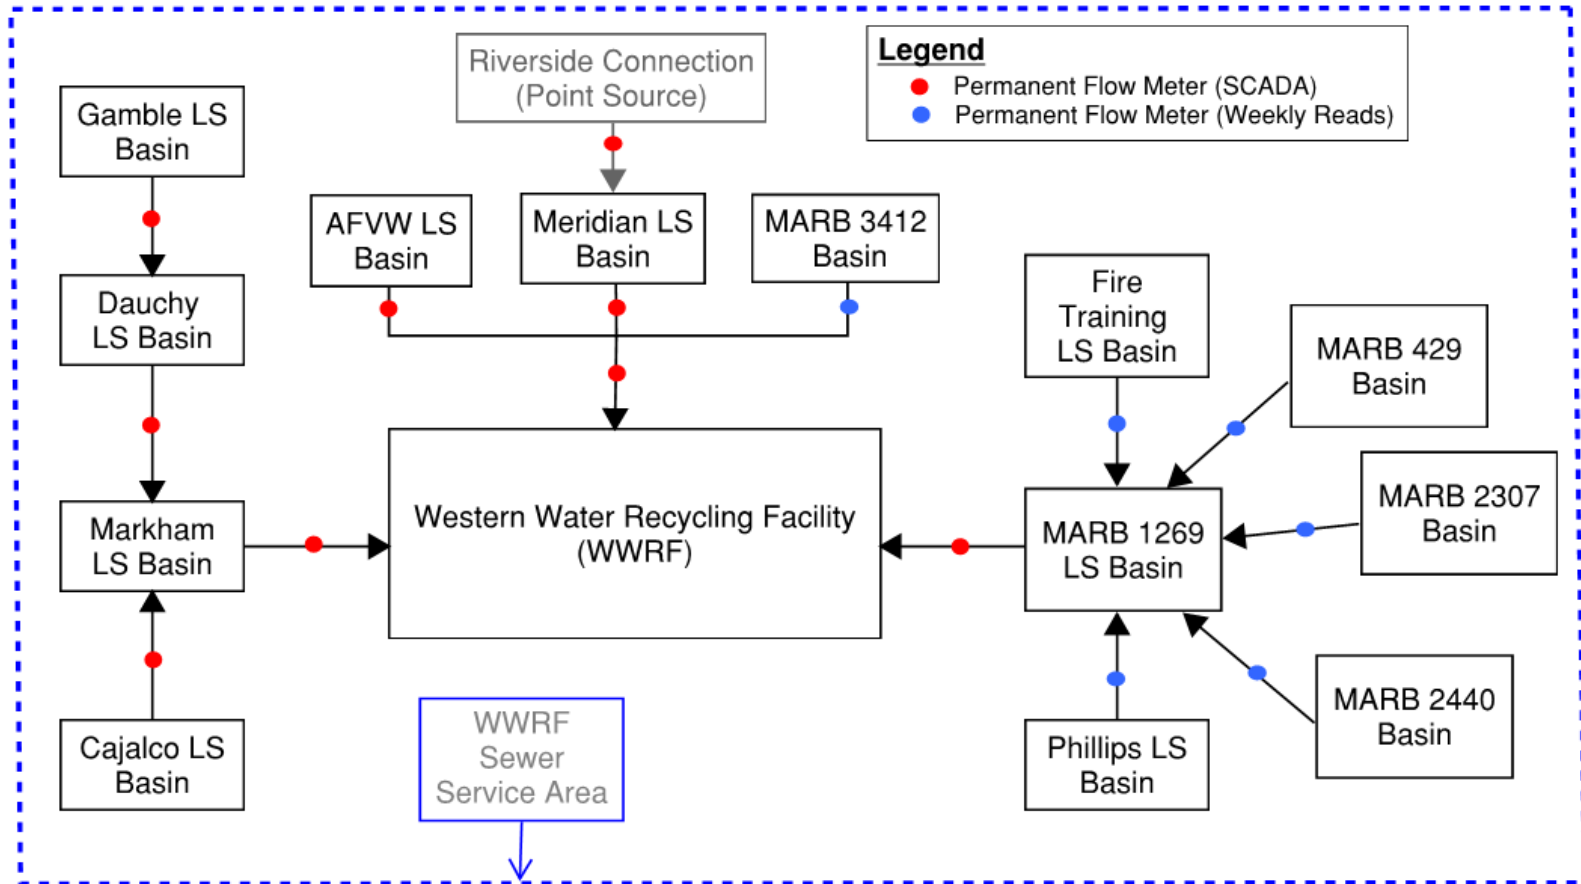 Riverside Connection
(Point Source)
Legend
Permanent Flow Meter (SCADA)
Permanent Flow Meter (Weekly Reads)
Gamble LS
Basin
AFVW LS
Basin
Meridian LS
Basin
MARB 3412
Basin
Dauchy
LS Basin
Fire
Training
LS Basin
MARB 429
Basin
Markham
LS Basin
Western Water Recycling Facility
(WWRF)
MARB 1269
LS Basin
MARB 2307
Basin
Cajalco LS
Basin
WWRF
Sewer
Service Area
Phillips LS
Basin
MARB 2440
Basin